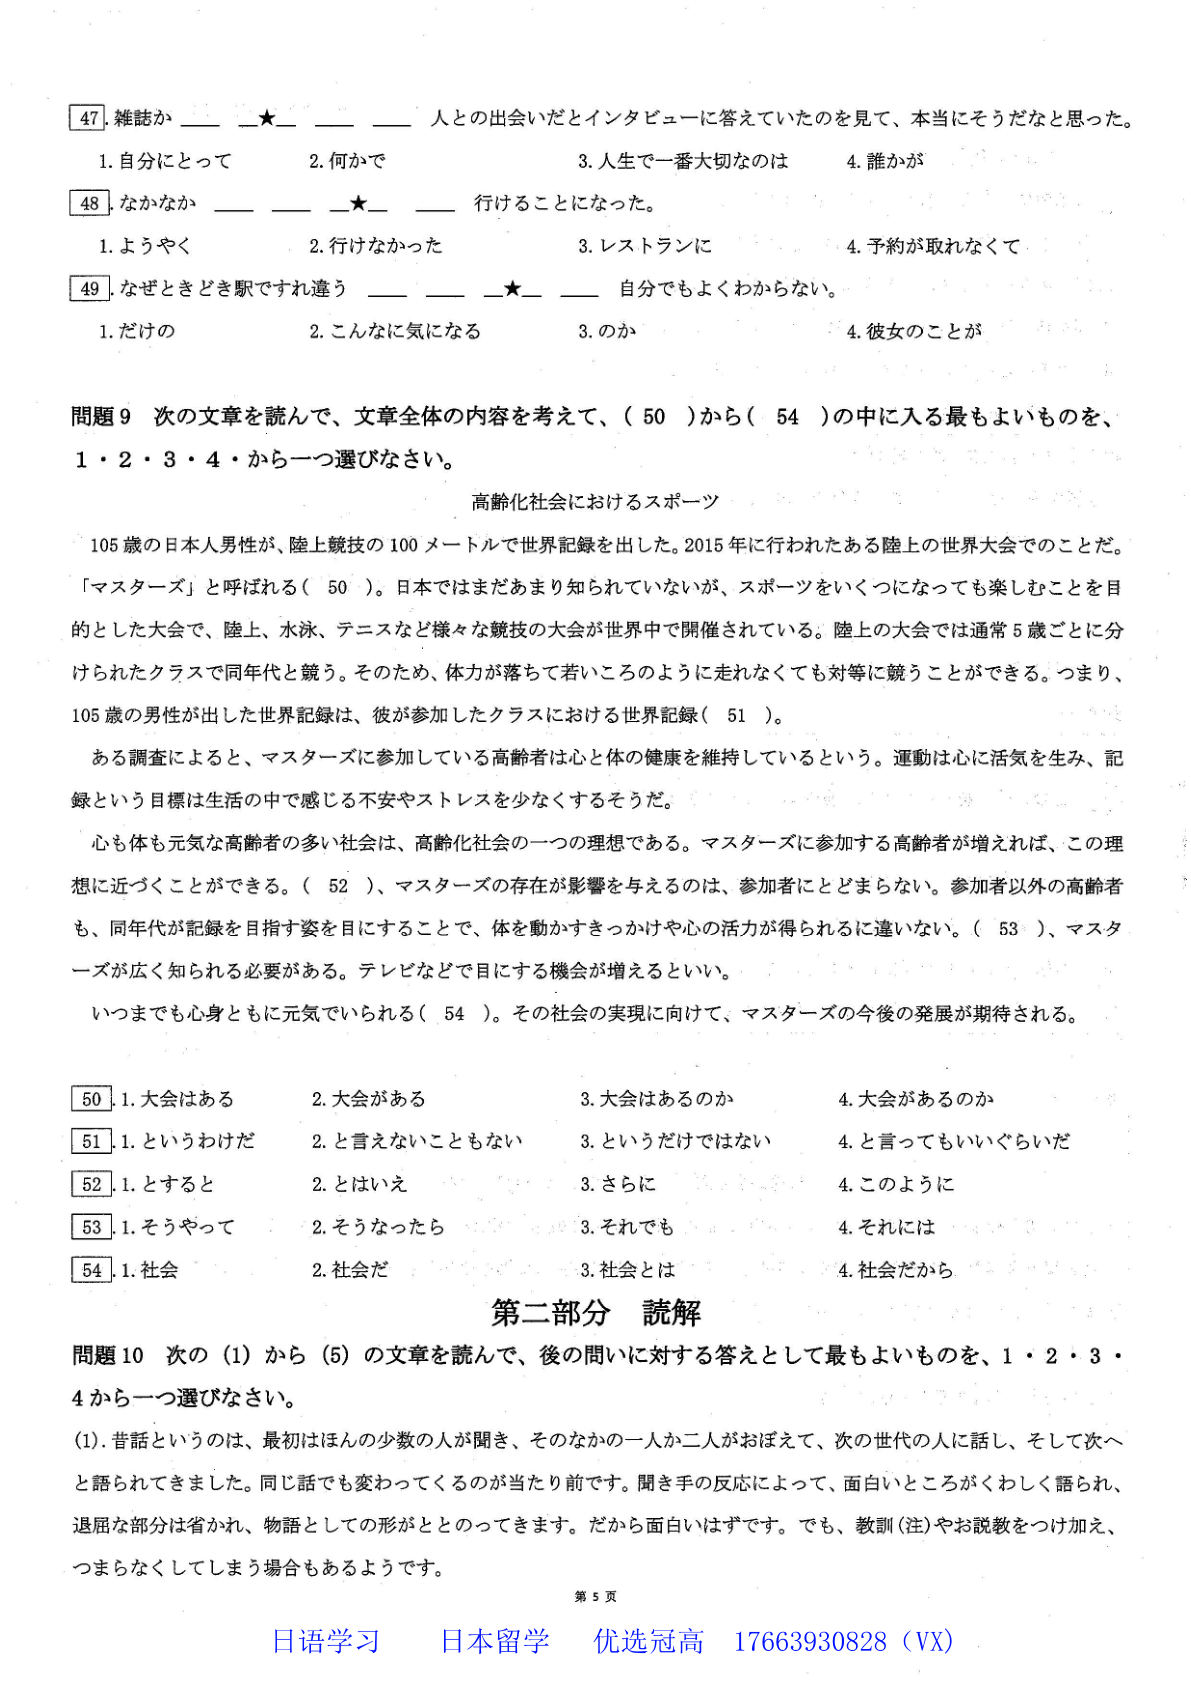 47.雑誌か ____ __★__ ____ ____ 人との出会いだとインタビューに答えていたのを見て、本当にそうだなと思った。
1.自分にとって 2.何かで 3.人生で一番大切なのは 4.誰かが
48.なかなか ____ ____ __★__ ____ 行けることになった。
1.ようやく 2.行けなかった 3.レストランに 4.予約が取れなくて
49.なぜときどき駅ですれ違う ____ ____ __★__ ____ 自分でもよくわからない。
1.だけの 2.こんなに気になる 3.のか 4.彼女のことが
問題9 次の文章を読んで、文章全体の内容を考えて、( 50 )から( 54 )の中に入る最もよいものを、
1・2・3・4・から一つ選びなさい。
高齢化社会におけるスポーツ
105歳の日本人男性が、陸上競技の100メートルで世界記録を出した。2015年に行われたある陸上の世界大会でのことだ。
「マスターズ」と呼ばれる( 50 )。日本ではまだあまり知られていないが、スポーツをいくつになっても楽しむことを目
的とした大会で、陸上、水泳、テニスなど様々な競技の大会が世界中で開催されている。陸上の大会では通常5歳ごとに分
けられたクラスで同年代と競う。そのため、体力が落ちて若いころのように走れなくても対等に競うことができる。つまり、
105歳の男性が出した世界記録は、彼が参加したクラスにおける世界記録( 51 )。
ある調査によると、マスターズに参加している高齢者は心と体の健康を維持しているという。運動は心に活気を生み、記
録という目標は生活の中で感じる不安やストレスを少なくするそうだ。
心も体も元気な高齢者の多い社会は、高齢化社会の一つの理想である。マスターズに参加する高齢者が増えれば、この理
想に近づくことができる。( 52 )、マスターズの存在が影響を与えるのは、参加者にとどまらない。参加者以外の高齢者
も、同年代が記録を目指す姿を目にすることで、体を動かすきっかけや心の活力が得られるに違いない。( 53 )、マスタ
ーズが広く知られる必要がある。テレビなどで目にする機会が増えるといい。
いつまでも心身ともに元気でいられる( 54 )。その社会の実現に向けて、マスターズの今後の発展が期待される。
50.1.大会はある 2.大会がある 3.大会はあるのか 4.大会があるのか
51.1.というわけだ 2.と言えないこともない 3.というだけではない 4.と言ってもいいぐらいだ
52.1.とすると 2.とはいえ 3.さらに 4.このように
53.1.そうやって 2.そうなったら 3.それでも 4.それには
54.1.社会 2.社会だ 3.社会とは 4.社会だから
第二部分 読解
問題10 次の(1)から(5)の文章を読んで、後の問いに対する答えとして最もよいものを、1・2・3・
4から一つ選びなさい。
(1).昔話というのは、最初はほんの少数の人が聞き、そのなかの一人か二人がおぼえて、次の世代の人に話し、そして次へ
と語られてきました。同じ話でも変わってくるのが当たり前です。聞き手の反応によって、面白いところがくわしく語られ、
退屈な部分は省かれ、物語としての形がととのってきます。だから面白いはずです。でも、教訓(注)やお説教をつけ加え、
つまらなくしてしまう場合もあるようです。
第 5 页
日语学习 日本留学 优选冠高 17663930828（VX)